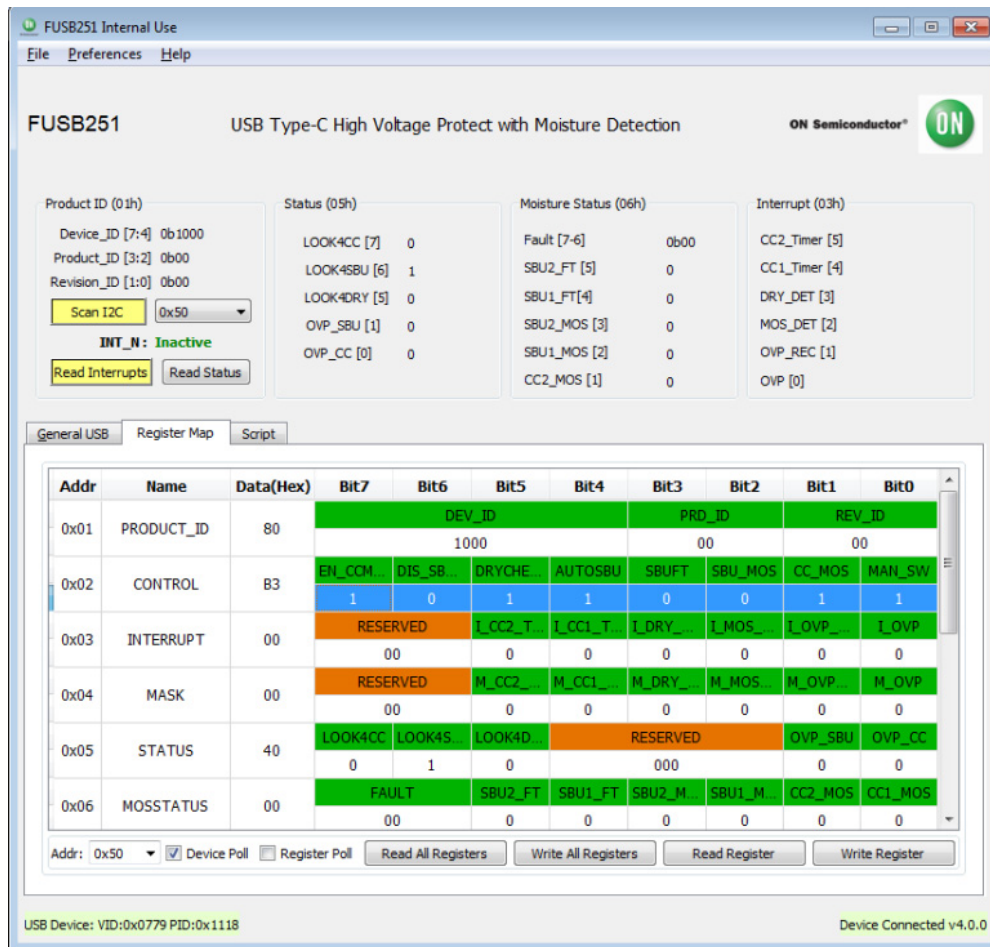 FUSB251 Internal Use
File Preferences Help
FUSB251 USB Type-C High Voltage Protect with Moisture Detection ON Semiconductor® ON
Product ID (01h)
Device_ID [7:4] 0b1000
Product_ID [3:2] 0b00
Revision_ID [1:0] 0b00
Scan I2C 0x50
INT_N: Inactive
Read Interrupts Read Status
Status (05h)
LOOK4CC [7] 0
LOOK4SBU [6] 1
LOOK4DRY [5] 0
OVP_SBU [1] 0
OVP_CC [0] 0
Moisture Status (06h)
Fault [7-6] 0b00
SBU2_FT [5] 0
SBU1_FT[4] 0
SBU2_MOS [3] 0
SBU1_MOS [2] 0
CC2_MOS [1] 0
Interrupt (03h)
CC2_Timer [5]
CC1_Timer [4]
DRY_DET [3]
MOS_DET [2]
OVP_REC [1]
OVP [0]
General USB Register Map Script
Addr Name Data(Hex) Bit7 Bit6 Bit5 Bit4 Bit3 Bit2 Bit1 Bit0
DEV_ID PRD_ID REV_ID
0x01 PRODUCT_ID 80
1000 00 00
EN_CCM... DIS_SB... DRYCHE... AUTOSBU SBUFT SBU_MOS CC_MOS MAN_SW
0x02 CONTROL B3
1 0 1 1 0 0 1 1
RESERVED I_CC2_T... I_CC1_T... I_DRY_... I_MOS_... I_OVP_... I_OVP
0x03 INTERRUPT 00
00 0 0 0 0 0 0
RESERVED M_CC2_... M_CC1_... M_DRY_... M_MOS... M_OVP... M_OVP
0x04 MASK 00
00 0 0 0 0 0 0
LOOK4CC LOOK4S... LOOK4D... RESERVED OVP_SBU OVP_CC
0x05 STATUS 40
0 1 0 000 0 0
FAULT SBU2_FT SBU1_FT SBU2_M... SBU1_M... CC2_MOS CC1_MOS
0x06 MOSSTATUS 00
00 0 0 0 0 0 0
Addr: 0x50 Device Poll Register Poll Read All Registers Write All Registers Read Register Write Register
USB Device: VID:0x0779 PID:0x1118 Device Connected v4.0.0